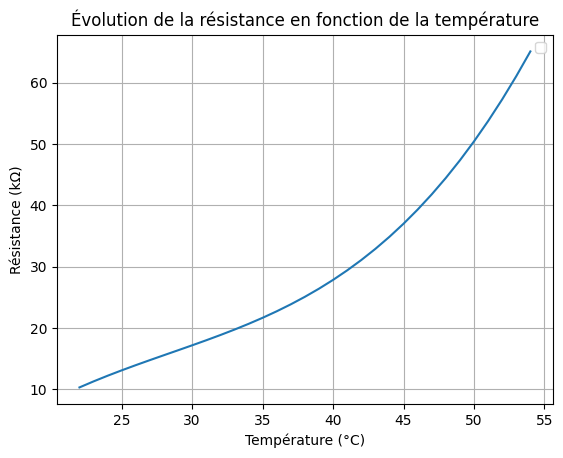 Évolution de la résistance en fonction de la température
60
50
40
30
20
10
Résistance (kΩ)
25 30 35 40 45 50 55
Température (°C)